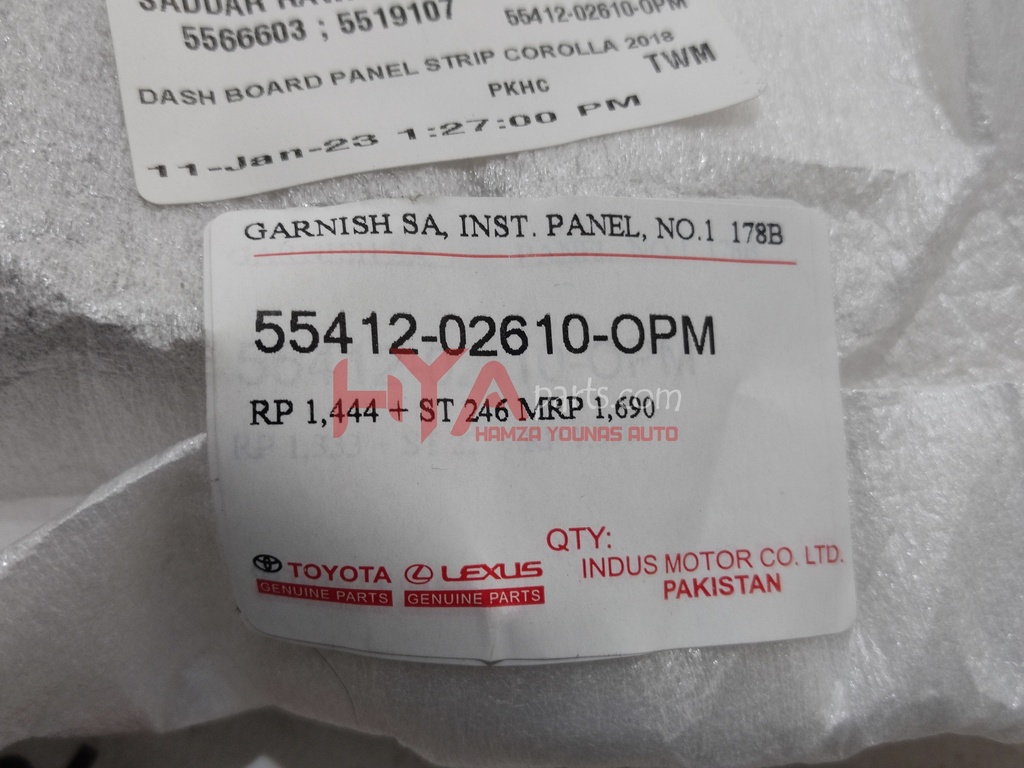 SADDAR
5566603 ; 5519107
55412-02610-OPM
DASH BOARD PANEL STRIP COROLLA 2018
PKHC
TWM
11-Jan-23 1:27:00 PM
GARNISH SA, INST. PANEL, NO.1 178B
55412-02610-OPM
RP 1,444 + ST 246 MRP 1,690
HYAparts.com
HAMZA YOUNAS AUTO
QTY:
TOYOTA LEXUS INDUS MOTOR CO. LTD.
GENUINE PARTS GENUINE PARTS PAKISTAN